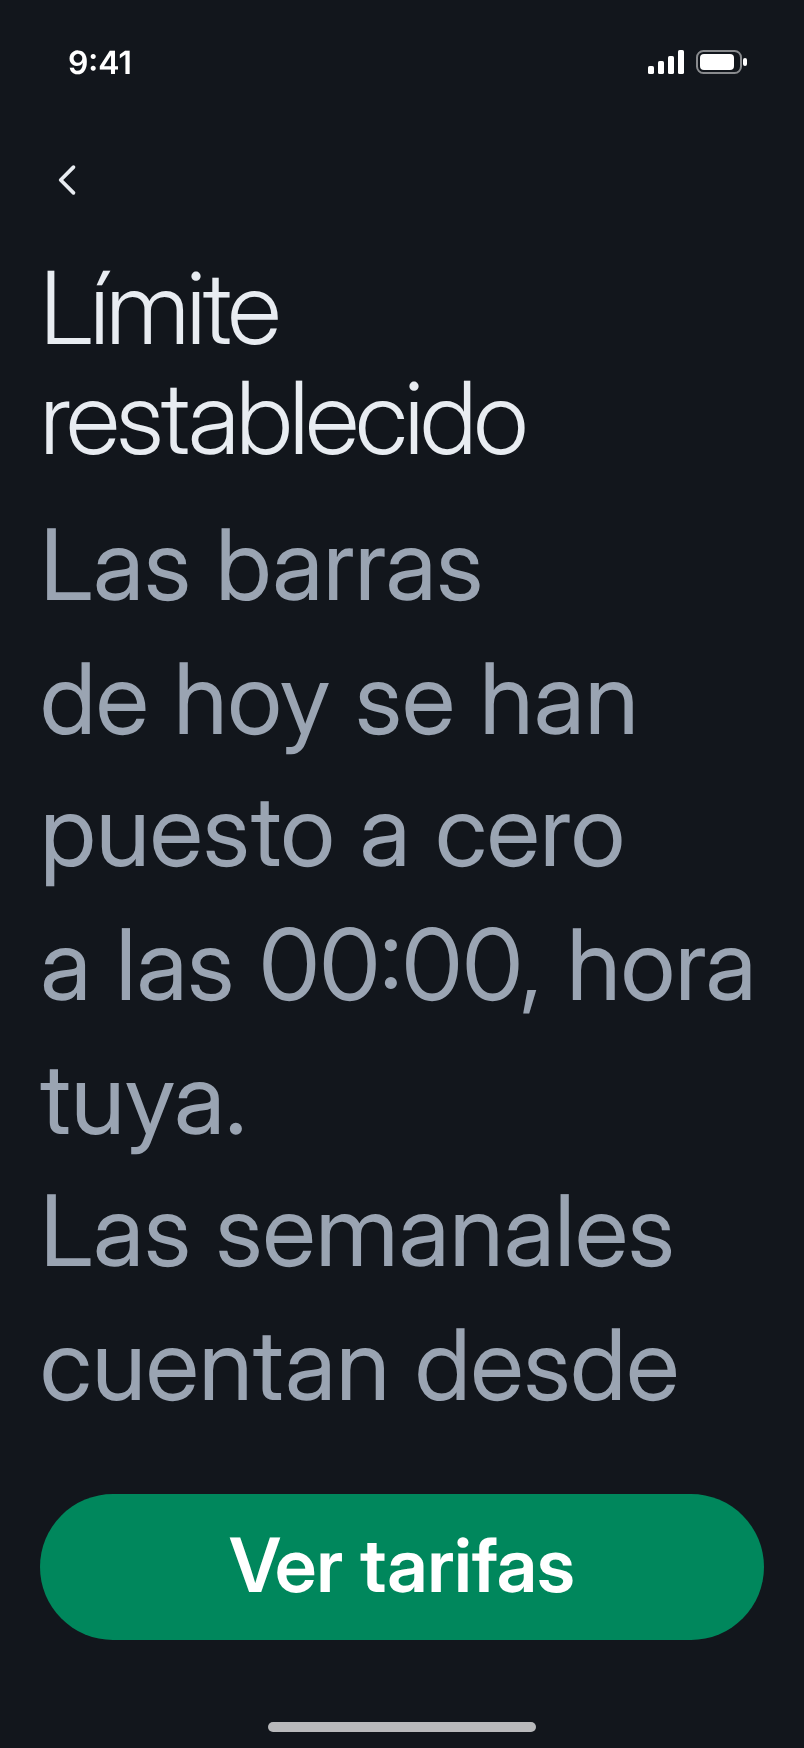 9:41
Límite
restablecido
Las barras
de hoy se han
puesto a cero
a las 00:00, hora
tuya.
Las semanales
cuentan desde
Ver tarifas